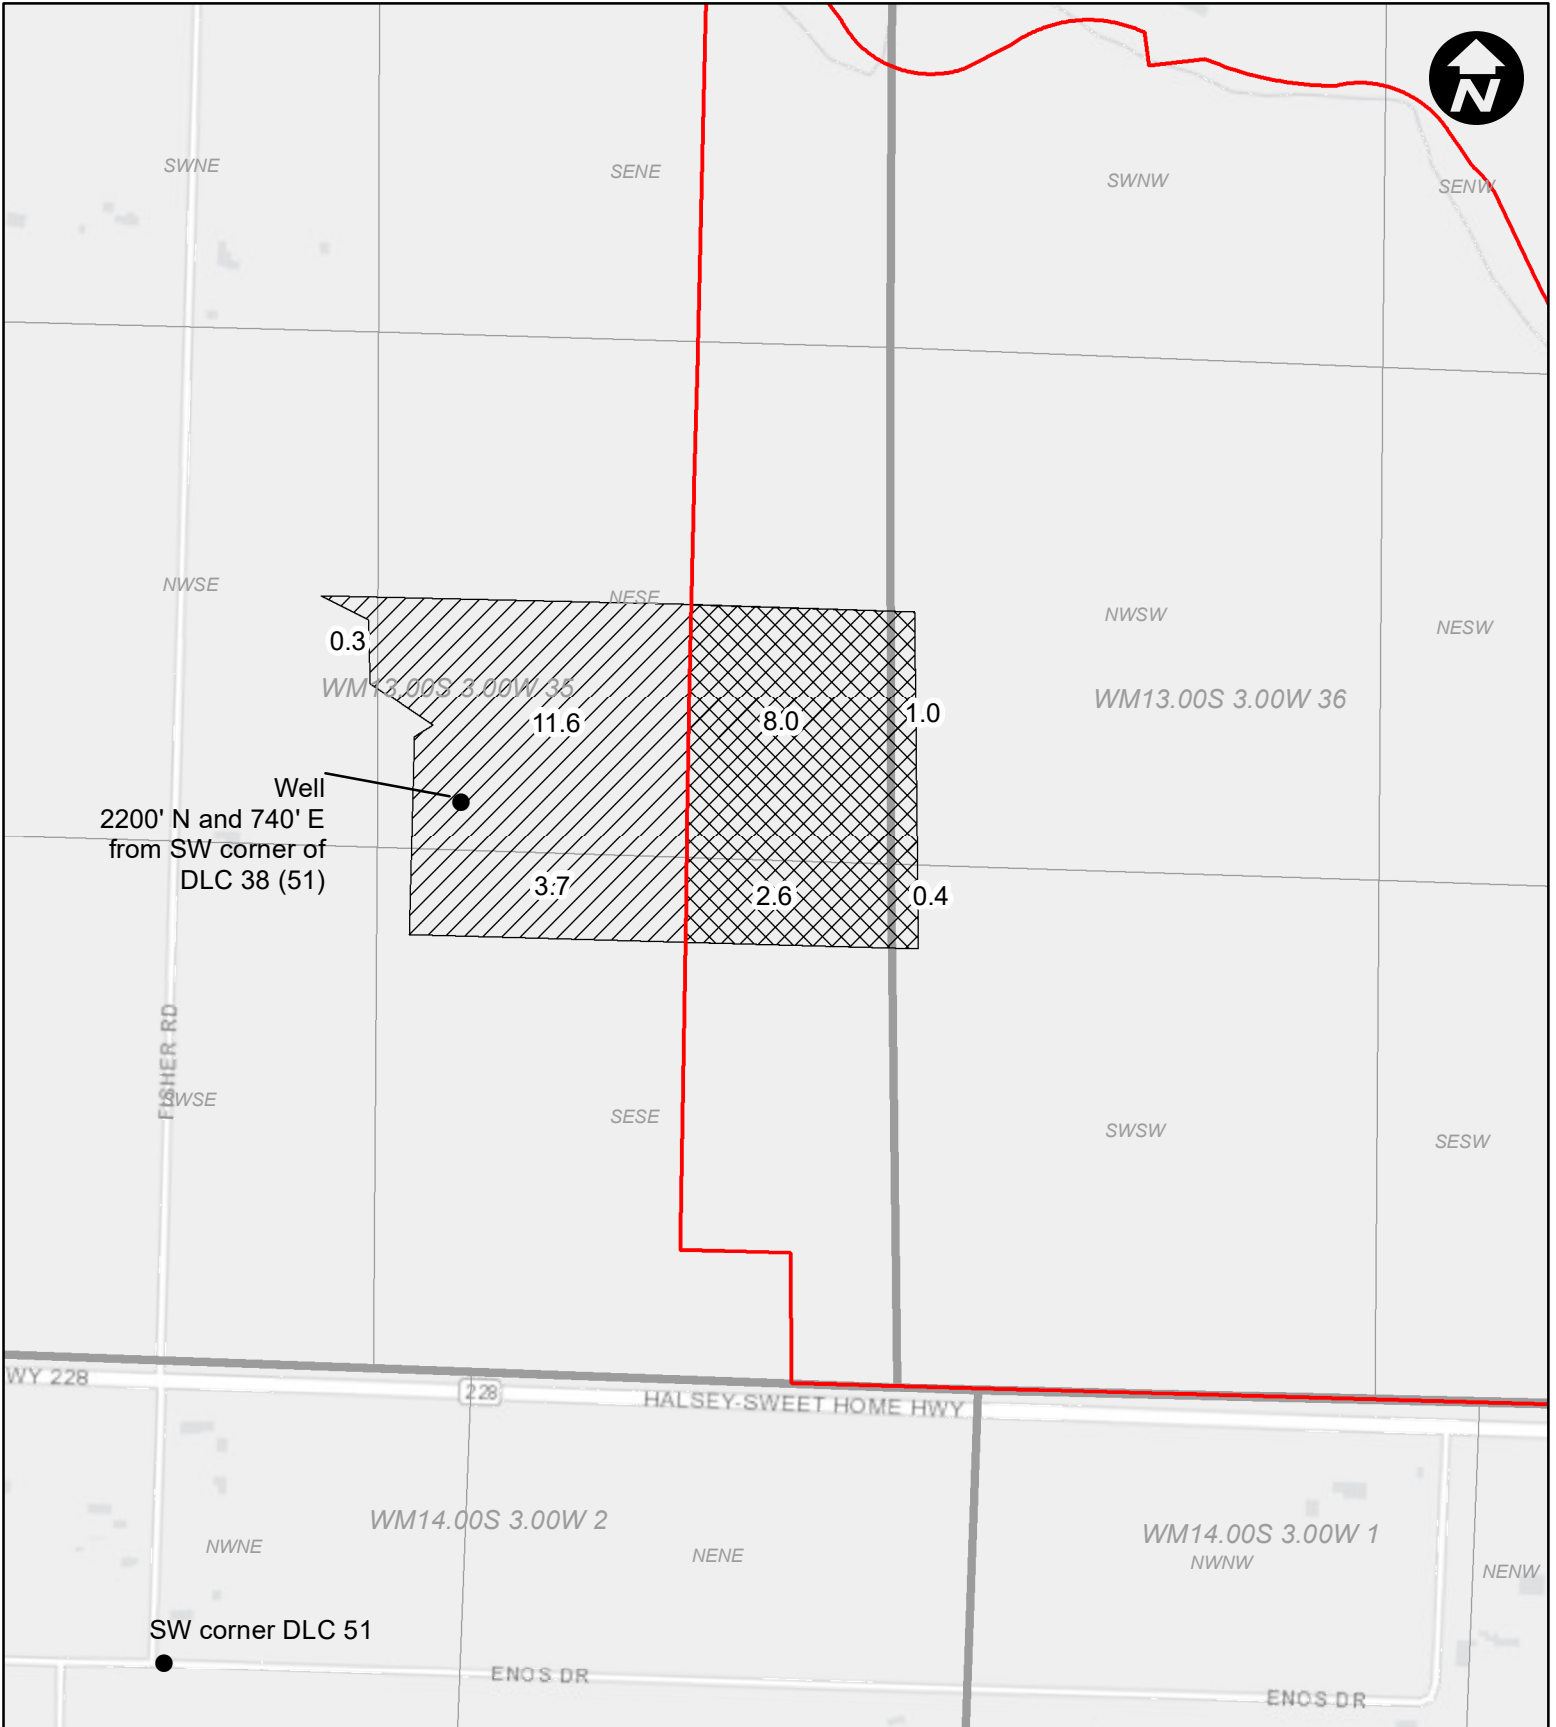 N
SWNE
SENE
SWNW
SENW
NWSE
NESE
NWSW
NESW
0.3
WM13.00S 3.00W 35
WM13.00S 3.00W 36
11.6
8.0
1.0
Well
2200' N and 740' E
from SW corner of
DLC 38 (51)
3.7
2.6
0.4
FISHER RD
SWSE
SESE
SWSW
SESW
WY 228
228
HALSEY-SWEET HOME HWY
WM14.00S 3.00W 2
WM14.00S 3.00W 1
NWNE
NENE
NWNW
NENW
SW corner DLC 51
ENOS DR
ENOS DR